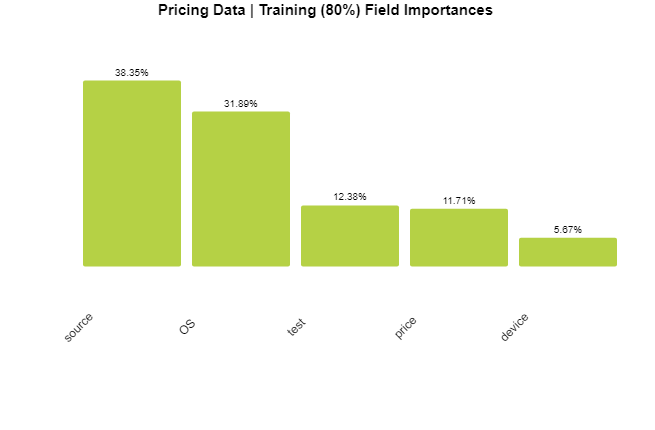 Pricing Data | Training (80%) Field Importances
38.35%
31.89%
12.38%
11.71%
5.67%
source
OS
test
price
device